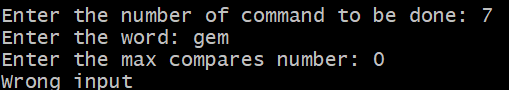 Enter the number of command to be done: 7
Enter the word: gem
Enter the max compares number: 0
Wrong input